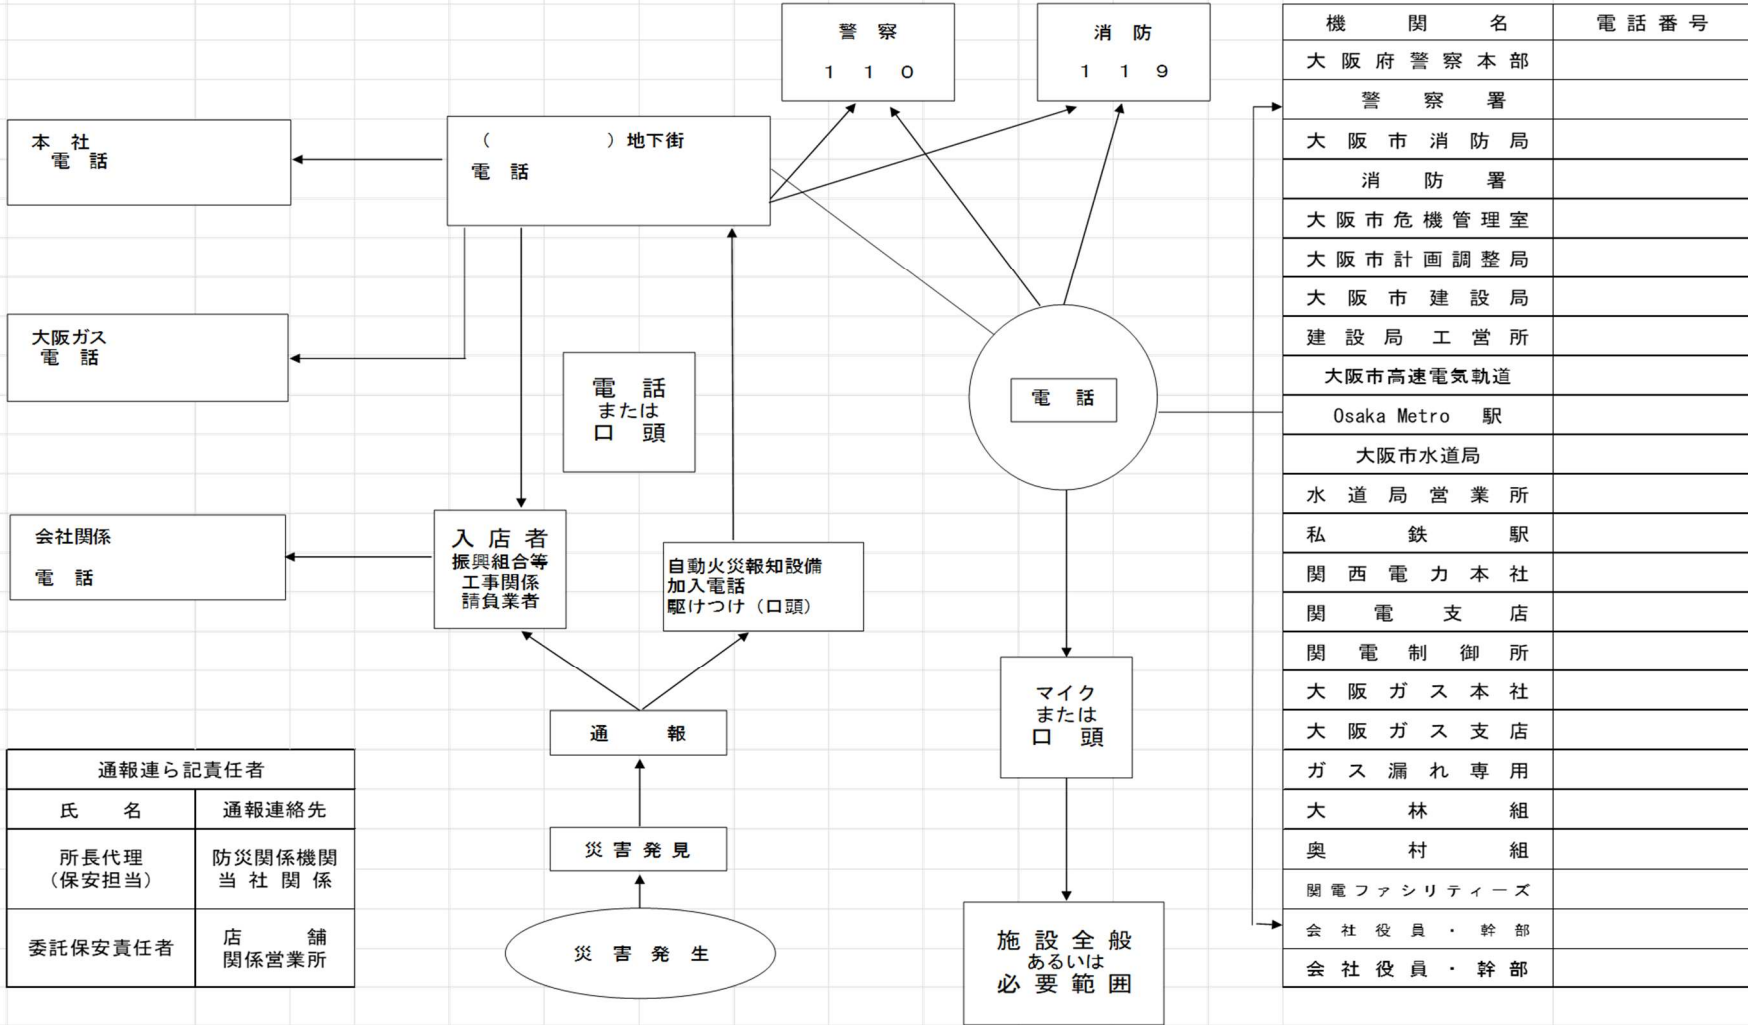 警察
110
消防
119
本社
電話
（　　　　　　）地下街
電話
大阪ガス
電話
電話
または
口頭
電話
会社関係
電話
入店者
振興組合等
工事関係
請負業者
自動火災報知設備
加入電話
駆けつけ（口頭）
通報
災害発見
災害発生
マイク
または
口頭
施設全般
あるいは
必要範囲
通報連ら記責任者
氏名 通報連絡先
所長代理
（保安担当）
防災関係機関
当社関係
委託保安責任者
店舗
関係営業所
機関名 電話番号
大阪府警察本部
警察署
大阪市消防局
消防署
大阪市危機管理室
大阪市計画調整局
大阪市建設局
建設局 工営所
大阪市高速電気軌道
Osaka Metro 駅
大阪市水道局
水道局営業所
私鉄駅
関西電力本社
関電支店
関電制御所
大阪ガス本社
大阪ガス支店
ガス漏れ専用
大林組
奥村組
関電ファシリティーズ
会社役員・幹部
会社役員・幹部